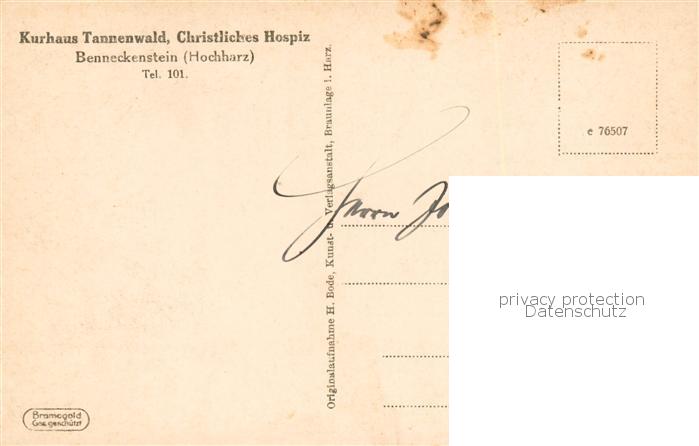 Kurhaus Tannenwald, Christliches Hospiz
Benneckenstein (Hochharz)
Tel. 101.
Originalaufnahme H. Bode, Kunst- u. Verlagsanstalt, Braunlage i. Harz.
e 76507
Herrn
privacy protection
Datenschutz
Bromogold
Ges. geschützt